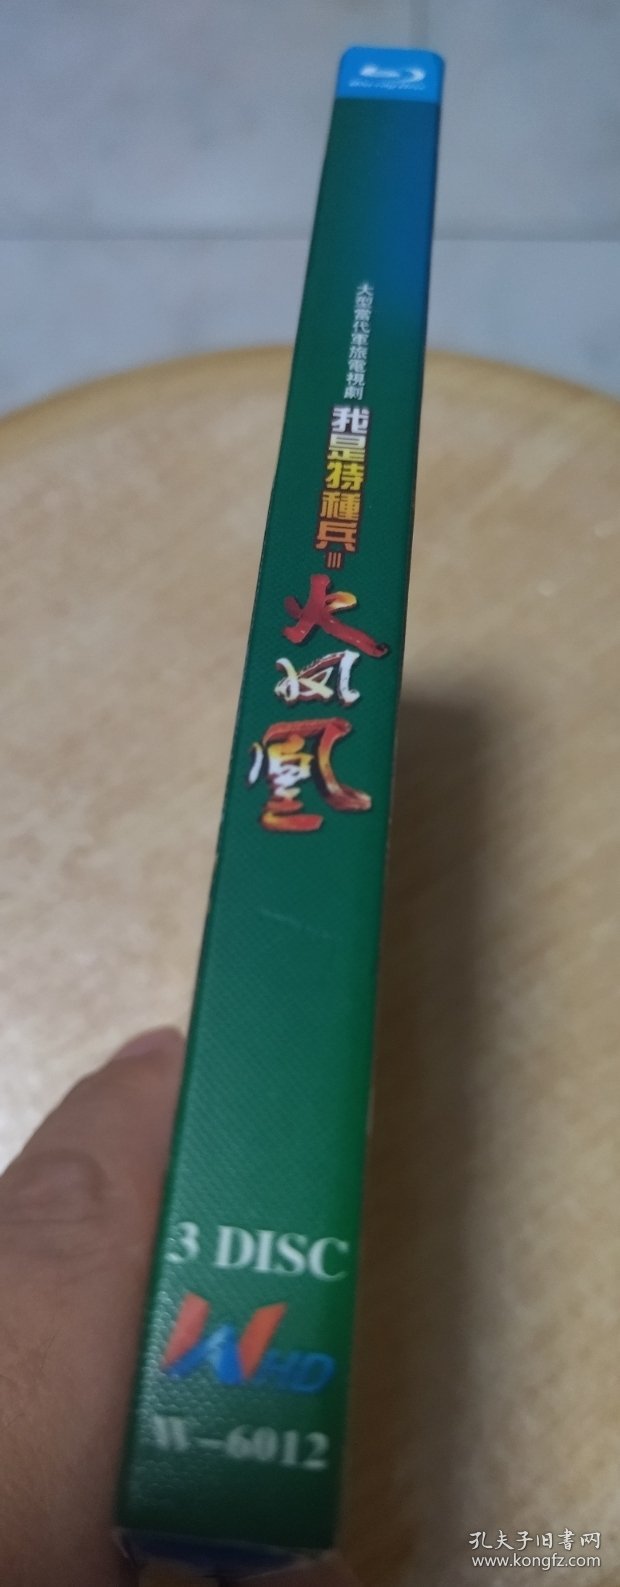 大型當代軍旅電視劇
我是特種兵III
火凤凰
3 DISC
W HD
W-6012
孔夫子旧書网
www.kongfz.com